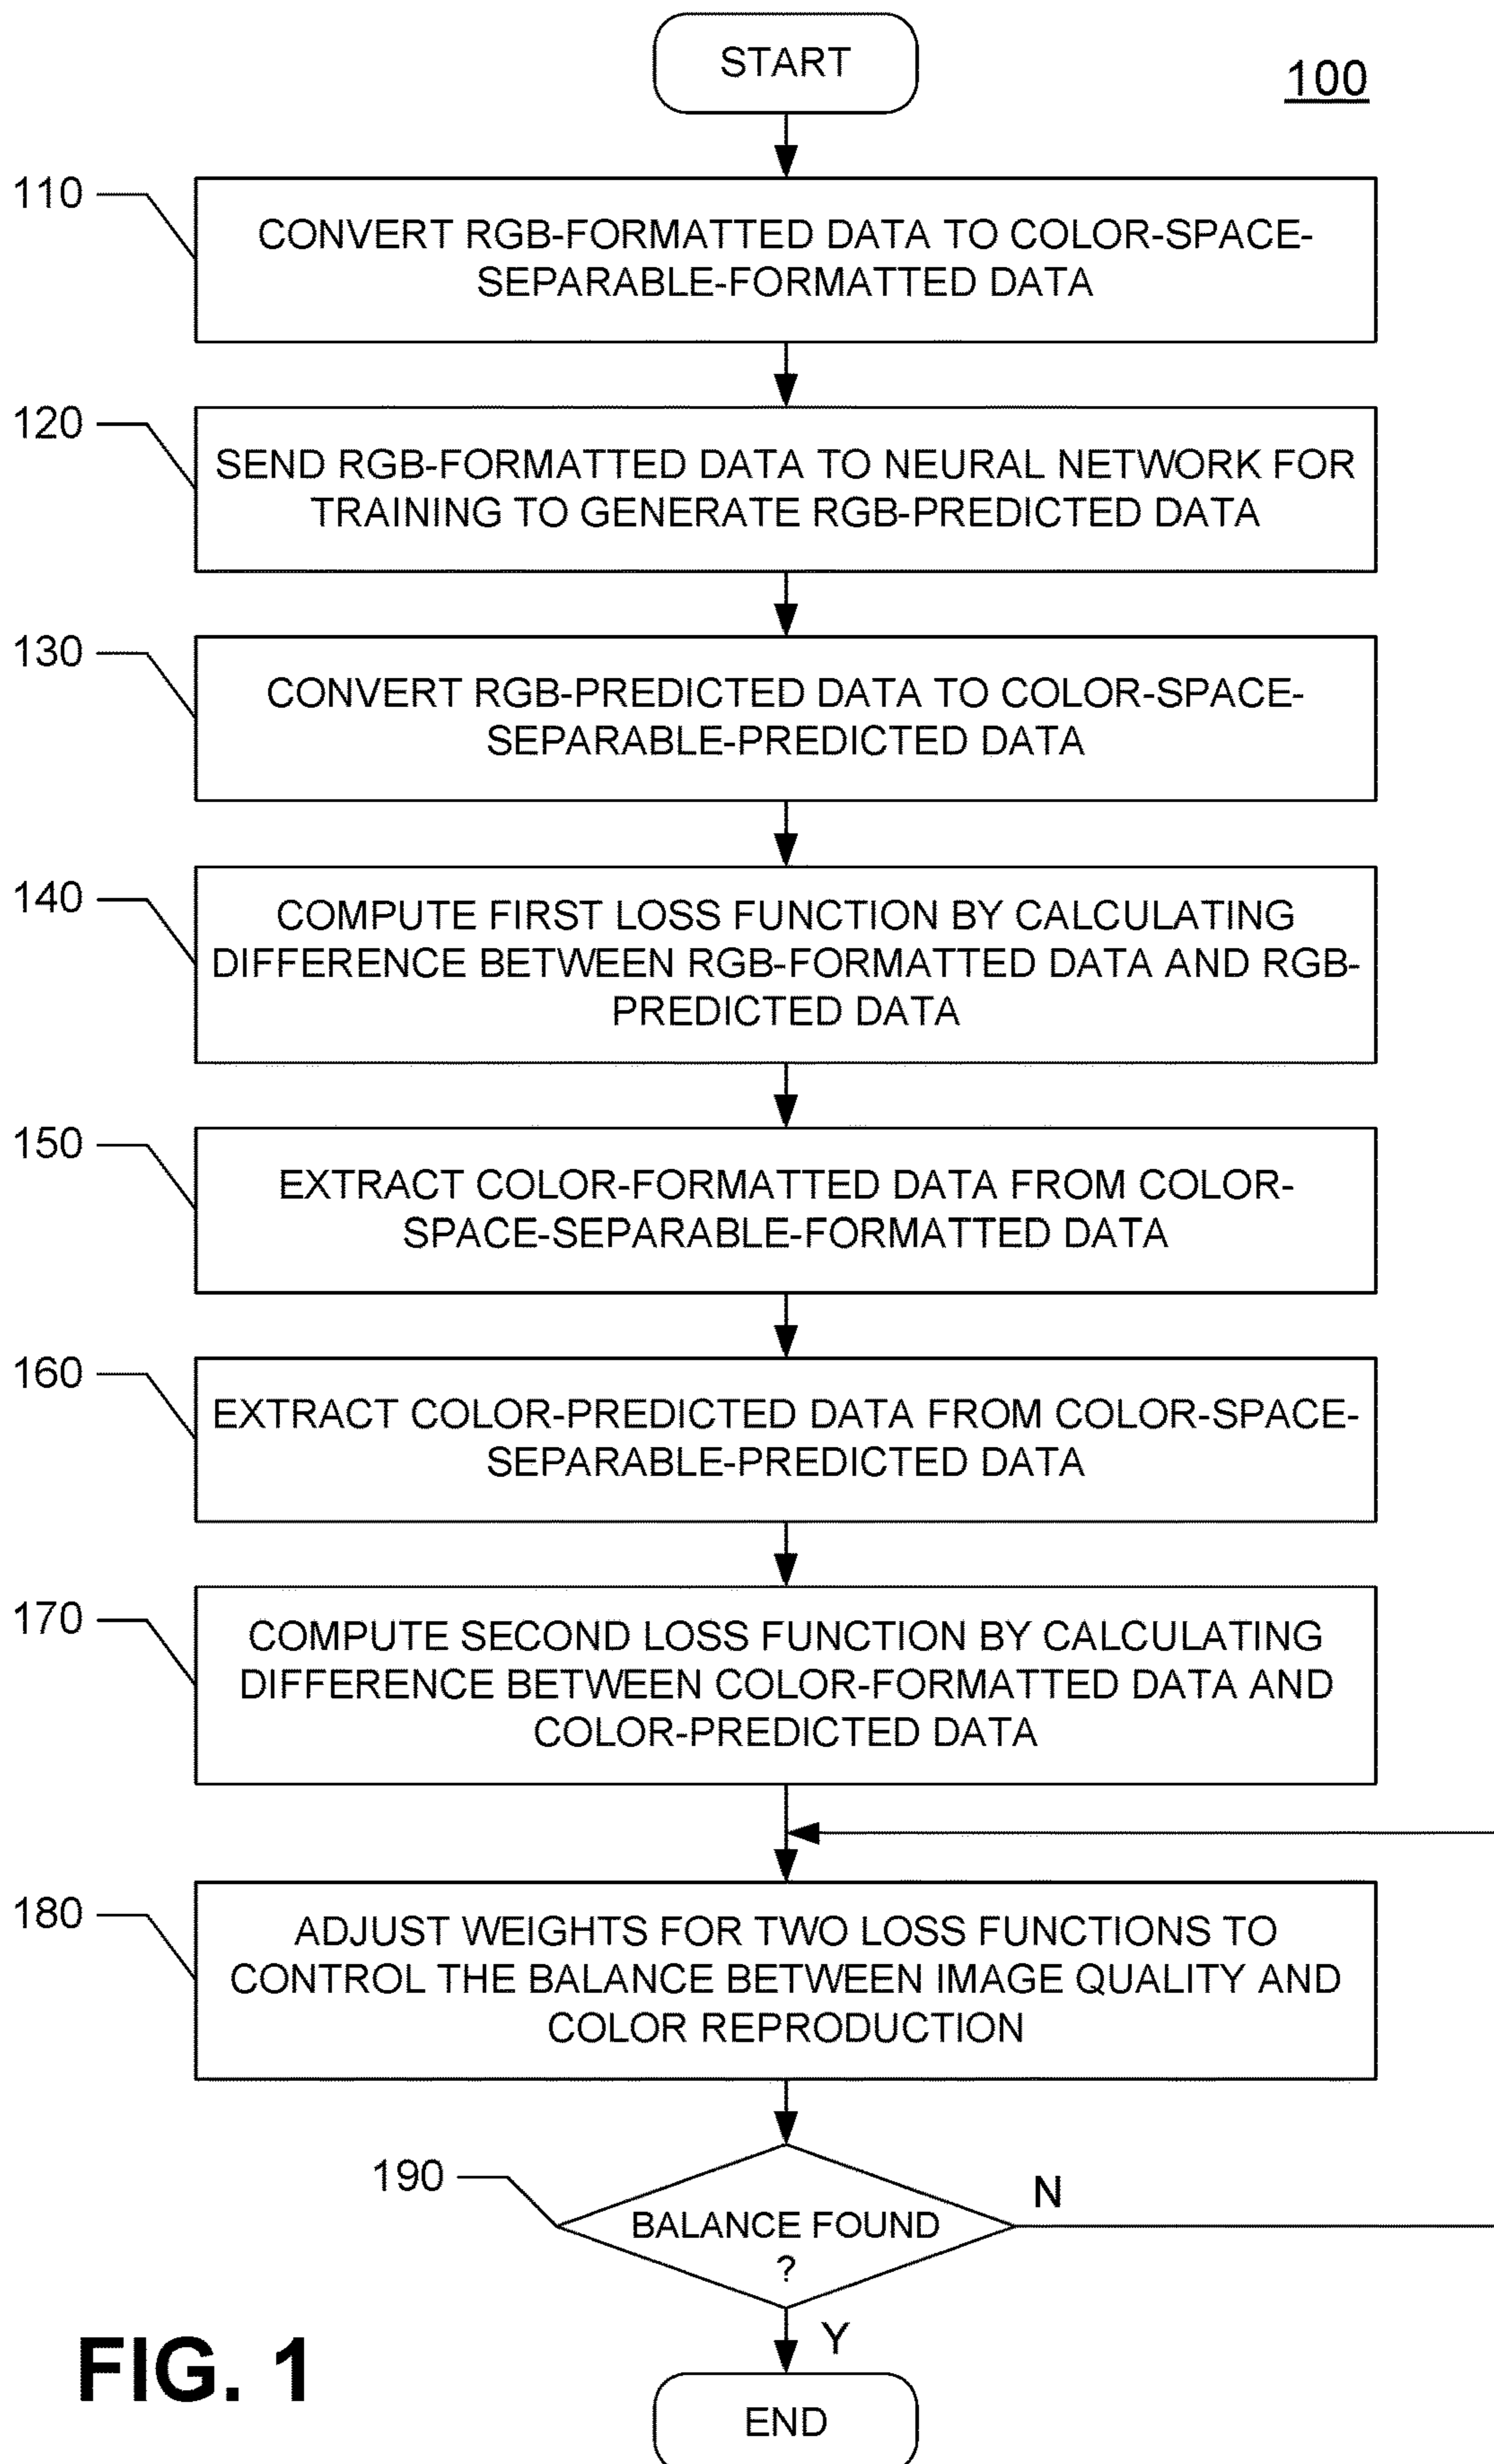 START
100
110
CONVERT RGB-FORMATTED DATA TO COLOR-SPACE-
SEPARABLE-FORMATTED DATA
120
SEND RGB-FORMATTED DATA TO NEURAL NETWORK FOR
TRAINING TO GENERATE RGB-PREDICTED DATA
130
CONVERT RGB-PREDICTED DATA TO COLOR-SPACE-
SEPARABLE-PREDICTED DATA
140
COMPUTE FIRST LOSS FUNCTION BY CALCULATING
DIFFERENCE BETWEEN RGB-FORMATTED DATA AND RGB-
PREDICTED DATA
150
EXTRACT COLOR-FORMATTED DATA FROM COLOR-
SPACE-SEPARABLE-FORMATTED DATA
160
EXTRACT COLOR-PREDICTED DATA FROM COLOR-SPACE-
SEPARABLE-PREDICTED DATA
170
COMPUTE SECOND LOSS FUNCTION BY CALCULATING
DIFFERENCE BETWEEN COLOR-FORMATTED DATA AND
COLOR-PREDICTED DATA
180
ADJUST WEIGHTS FOR TWO LOSS FUNCTIONS TO
CONTROL THE BALANCE BETWEEN IMAGE QUALITY AND
COLOR REPRODUCTION
190
BALANCE FOUND
?
N
Y
END
FIG. 1